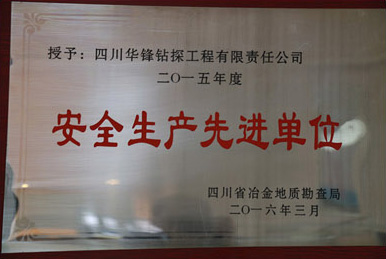 授予：四川华锋钻探工程有限责任公司
二〇一五年度
安全生产先进单位
四川省冶金地质勘查局
二〇一六年三月